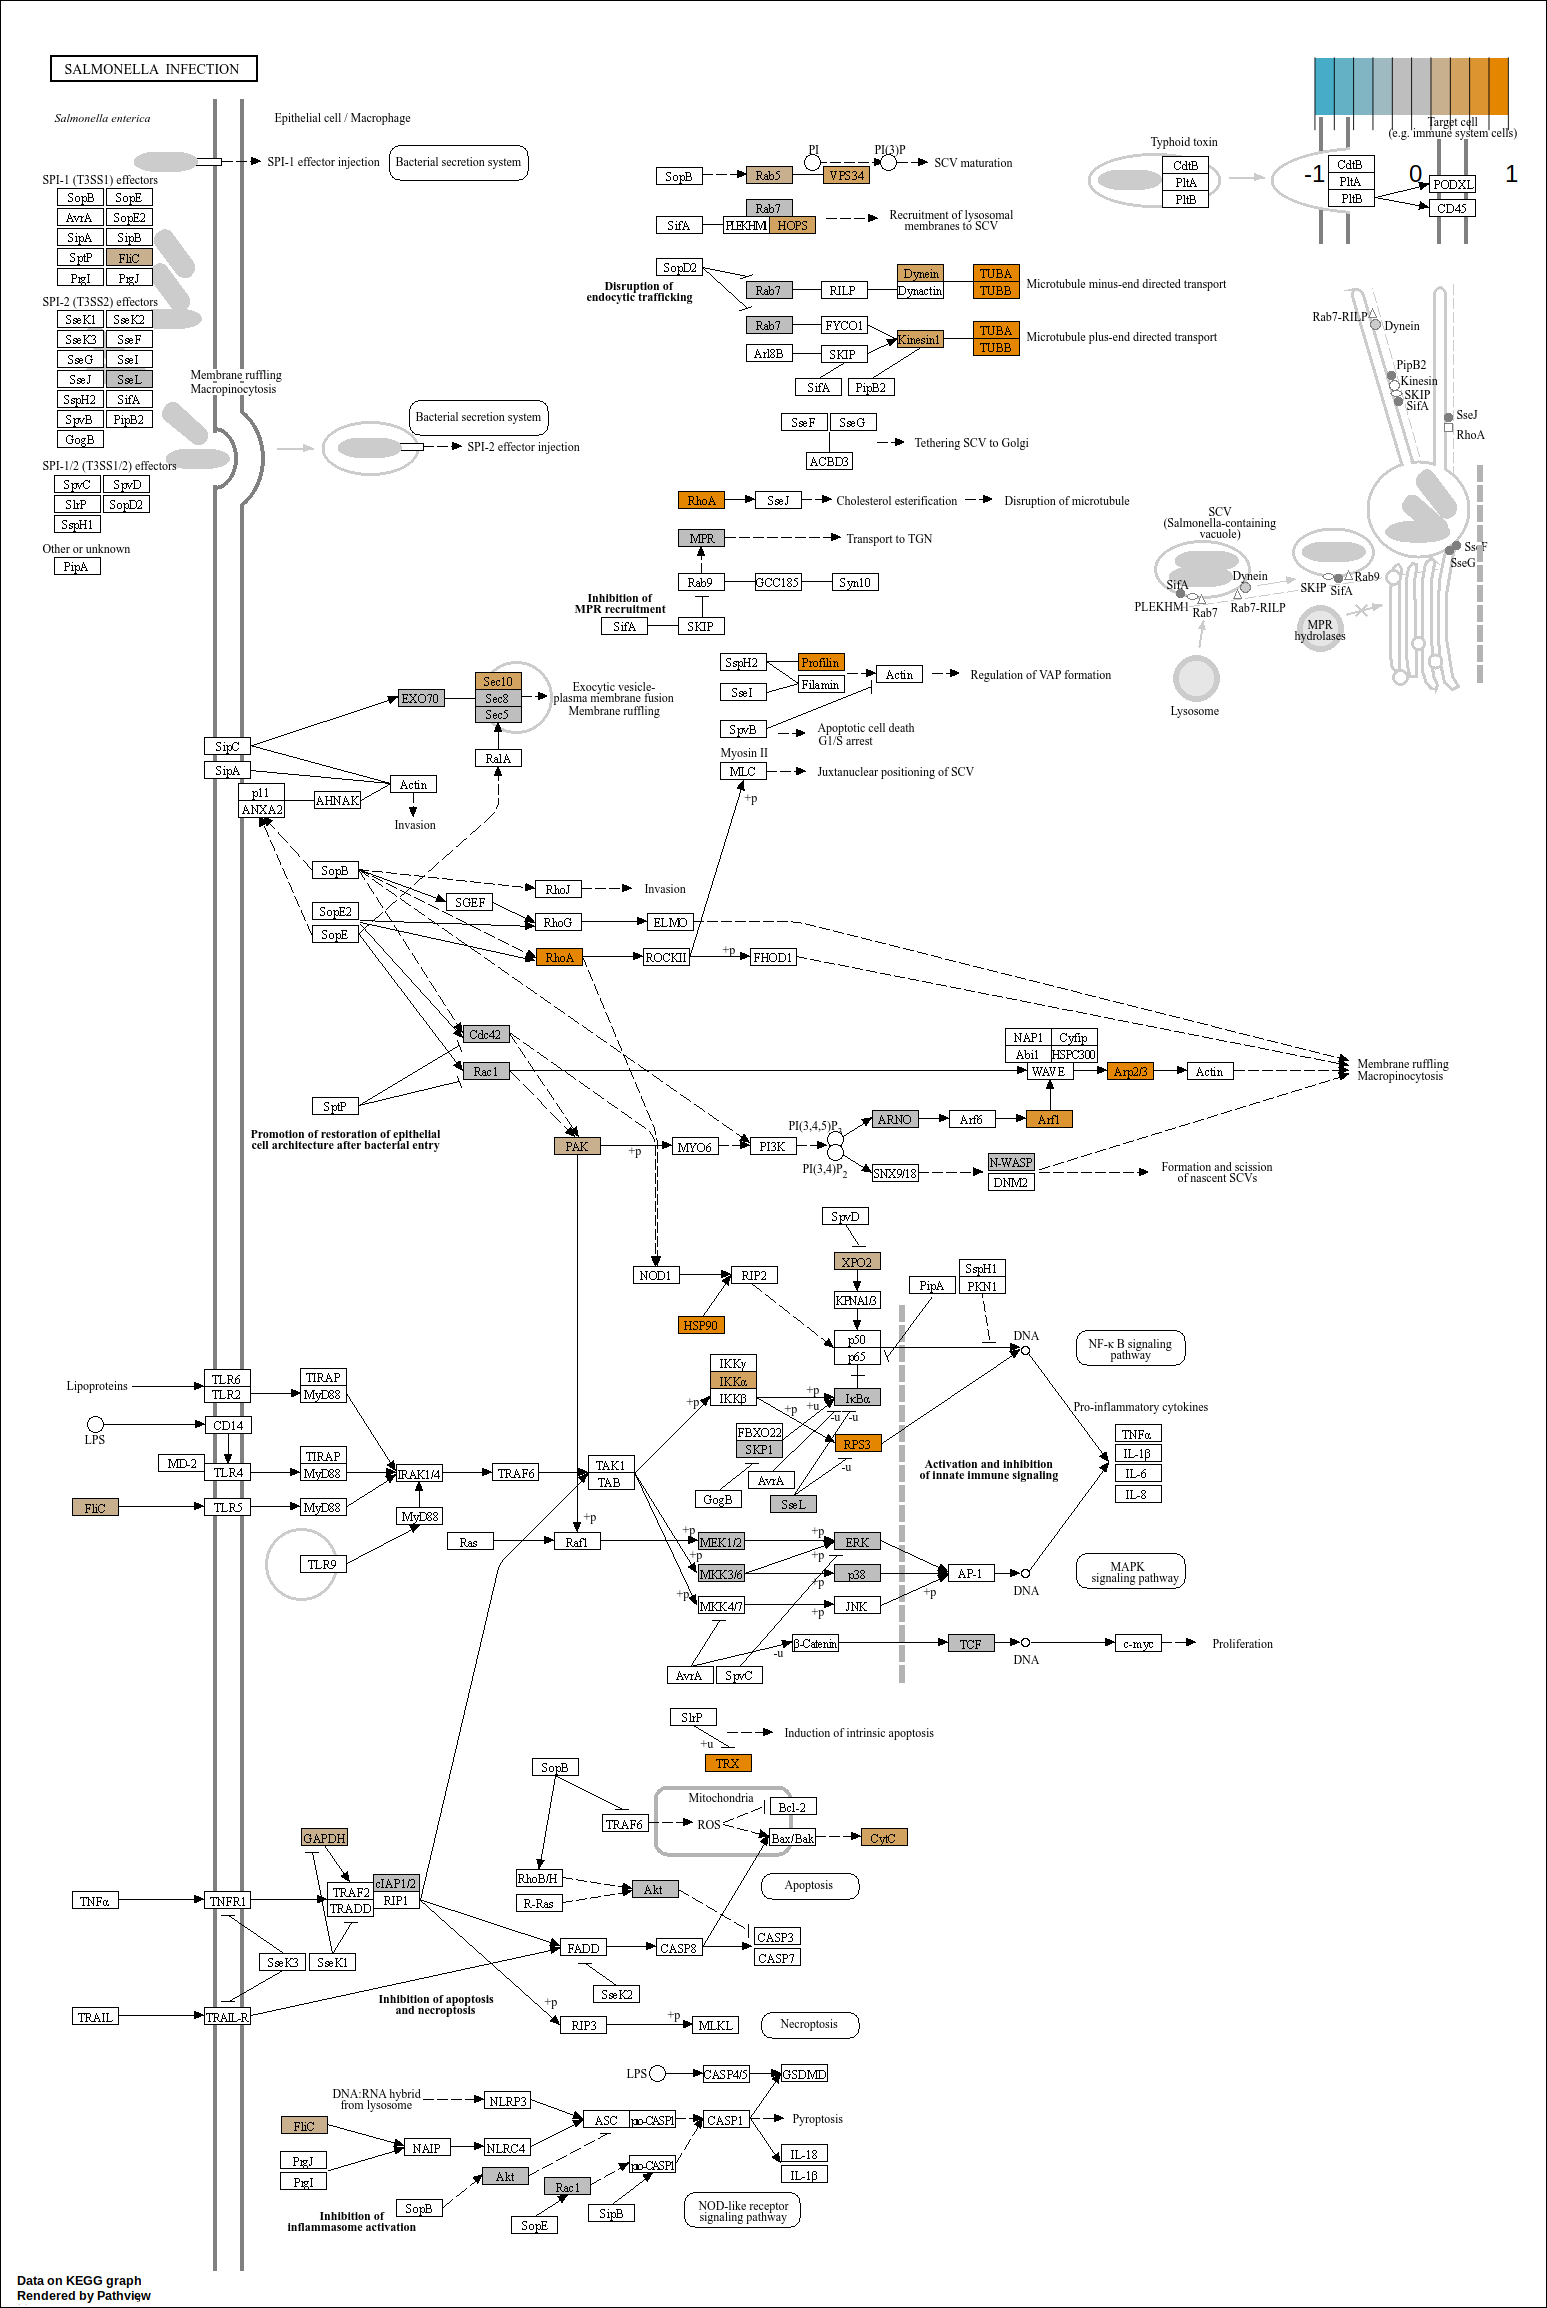 SALMONELLA INFECTION
Salmonella enterica
Epithelial cell / Macrophage
SPI-1 effector injection
Bacterial secretion system
SPI-1 (T3SS1) effectors
SopB SopE
AvrA SopE2
SipA SipB
SptP FliC
PrgI PrgJ
SPI-2 (T3SS2) effectors
SseK1 SseK2
SseK3 SseF
SseG SseI
SseJ SseL
SspH2 SifA
SpvB PipB2
GogB
SPI-1/2 (T3SS1/2) effectors
SpvC SpvD
SlrP SopD2
SspH1
Other or unknown
PipA
Membrane ruffling
Macropinocytosis
Bacterial secretion system
SPI-2 effector injection
SopB
Rab5
VPS34
PI
PI(3)P
SCV maturation
Rab7
SifA
PLEKHM1
HOPS
Recruitment of lysosomal
membranes to SCV
SopD2
Disruption of
endocytic trafficking
Rab7
RILP
Dynein
Dynactin
TUBA
TUBB
Microtubule minus-end directed transport
Rab7
FYCO1
Arl8B
SKIP
Kinesin1
TUBA
TUBB
Microtubule plus-end directed transport
SifA
PipB2
SseF
SseG
ACBD3
Tethering SCV to Golgi
RhoA
SseJ
Cholesterol esterification
Disruption of microtubule
MPR
Transport to TGN
Rab9
GCC185
Syn10
Inhibition of
MPR recruitment
SifA
SKIP
Typhoid toxin
CdtB
PltA
PltB
-1
0
1
Target cell
(e.g. immune system cells)
CdtB
PltA
PltB
PODXL
CD45
Rab7-RILP
Dynein
PipB2
Kinesin
SKIP
SifA
SseJ
RhoA
SCV
(Salmonella-containing
vacuole)
SseF
SseG
SifA
Dynein
PLEKHM1
Rab7
Rab7-RILP
SKIP
SifA
Rab9
MPR
hydrolases
Lysosome
SspH2
Profilin
SseI
Filamin
Actin
Regulation of VAP formation
SpvB
Apoptotic cell death
G1/S arrest
Myosin II
MLC
Juxtanuclear positioning of SCV
+p
EXO70
Sec10
Sec8
Sec5
Exocytic vesicle-
plasma membrane fusion
Membrane ruffling
SipC
SipA
RalA
p11
ANXA2
AHNAK
Actin
Invasion
SopB
RhoJ
Invasion
SGEF
SopE2
RhoG
ELMO
SopE
RhoA
ROCKII
+p
FHOD1
Cdc42
Rac1
SptP
Promotion of restoration of epithelial
cell architecture after bacterial entry
NAP1 Cyfip
Abi1 HSPC300
WAVE
Arp2/3
Actin
Membrane ruffling
Macropinocytosis
PAK
+p
MYO6
PI3K
PI(3,4,5)P3
PI(3,4)P2
ARNO
Arf6
Arf1
SNX9/18
N-WASP
DNM2
Formation and scission
of nascent SCVs
SpvD
XPO2
KPNA1/3
NOD1
RIP2
HSP90
p50
p65
PipA
SspH1
PKN1
DNA
NF-κ B signaling
pathway
IKKγ
IKKα
IKKβ
+p
+p
+u
+p
IκBα
-u
-u
FBXO22
SKP1
RPS3
-u
AvrA
GogB
SseL
Activation and inhibition
of innate immune signaling
Pro-inflammatory cytokines
TNFα
IL-1β
IL-6
IL-8
Lipoproteins
TLR6
TLR2
TIRAP
MyD88
LPS
CD14
MD-2
TLR4
TIRAP
MyD88
IRAK1/4
TRAF6
TAK1
TAB
FliC
TLR5
MyD88
MyD88
TLR9
Ras
Raf1
+p
+p
MEK1/2
+p
ERK
+p
MKK3/6
+p
p38
+p
+p
MKK4/7
+p
JNK
AP-1
+p
DNA
MAPK
signaling pathway
β-Catenin
-u
TCF
DNA
c-myc
Proliferation
AvrA
SpvC
SlrP
+u
TRX
Induction of intrinsic apoptosis
SopB
Mitochondria
TRAF6
ROS
Bcl-2
Bax/Bak
CytC
RhoB/H
R-Ras
Akt
Apoptosis
GAPDH
TNFα
TNFR1
TRAF2
TRADD
cIAP1/2
RIP1
FADD
CASP8
CASP3
CASP7
SseK3
SseK1
SseK2
Inhibition of apoptosis
and necroptosis
TRAIL
TRAIL-R
+p
RIP3
+p
MLKL
Necroptosis
LPS
CASP4/5
GSDMD
DNA:RNA hybrid
from lysosome
NLRP3
FliC
ASC
pro-CASP1
CASP1
Pyroptosis
NAIP
NLRC4
PrgJ
PrgI
Akt
pro-CASP1
IL-18
IL-1β
Rac1
SopB
SipB
SopE
Inhibition of
inflammasome activation
NOD-like receptor
signaling pathway
Data on KEGG graph
Rendered by Pathview